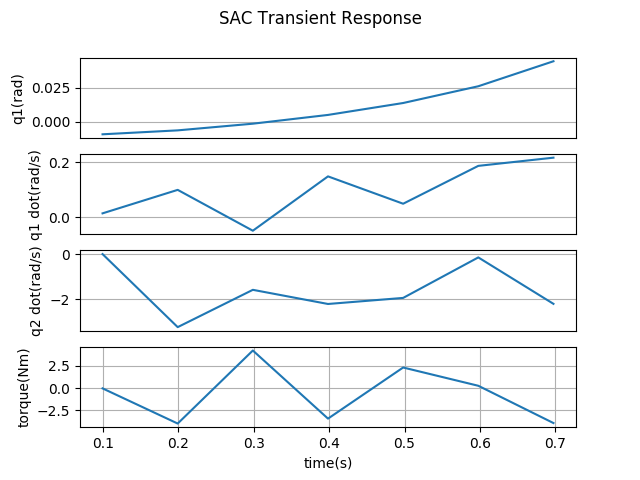 SAC Transient Response
q1(rad)
0.025
0.000
q1 dot(rad/s)
0.2
0.0
q2 dot(rad/s)
0
−2
torque(Nm)
2.5
0.0
−2.5
0.1 0.2 0.3 0.4 0.5 0.6 0.7
time(s)